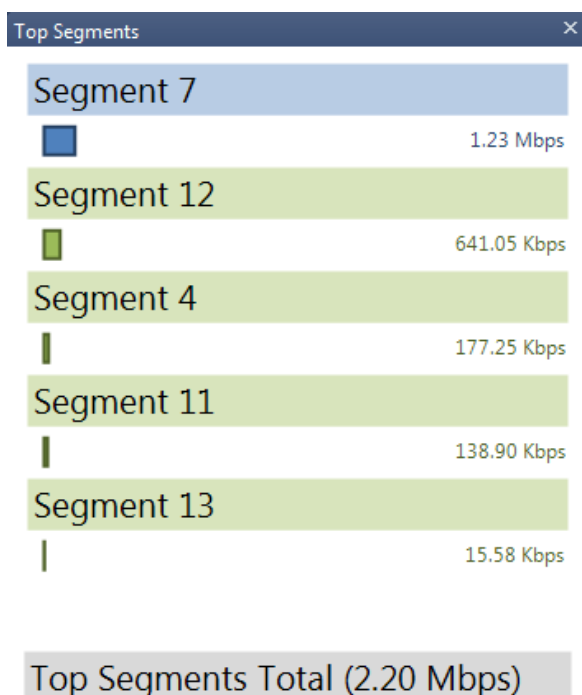 Top Segments
Segment 7
1.23 Mbps
Segment 12
641.05 Kbps
Segment 4
177.25 Kbps
Segment 11
138.90 Kbps
Segment 13
15.58 Kbps
Top Segments Total (2.20 Mbps)